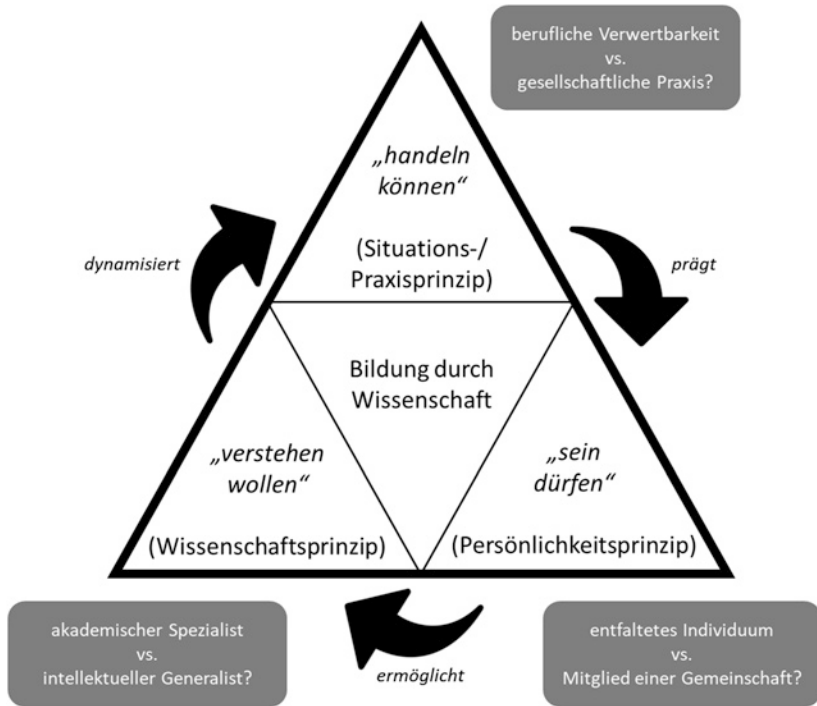 berufliche Verwertbarkeit
vs.
gesellschaftliche Praxis?
„handeln
können“
(Situations-/
Praxisprinzip)
dynamisiert
prägt
Bildung durch
Wissenschaft
„verstehen
wollen“
(Wissenschaftsprinzip)
„sein
dürfen“
(Persönlichkeitsprinzip)
akademischer Spezialist
vs.
intellektueller Generalist?
ermöglicht
entfaltetes Individuum
vs.
Mitglied einer Gemeinschaft?